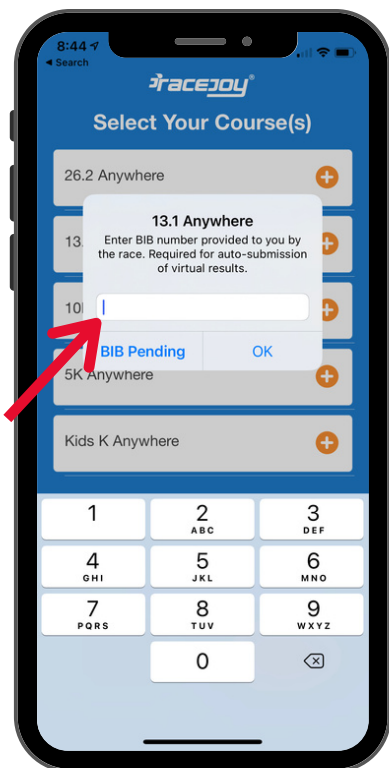 8:44
◀ Search
racejoy®
Select Your Course(s)
26.2 Anywhere
13.1 Anywhere
Enter BIB number provided to you by
the race. Required for auto-submission
of virtual results.
13.
10
BIB Pending OK
5K Anywhere
Kids K Anywhere
1 2 3
ABC DEF
4 5 6
GHI JKL MNO
7 8 9
PQRS TUV WXYZ
0